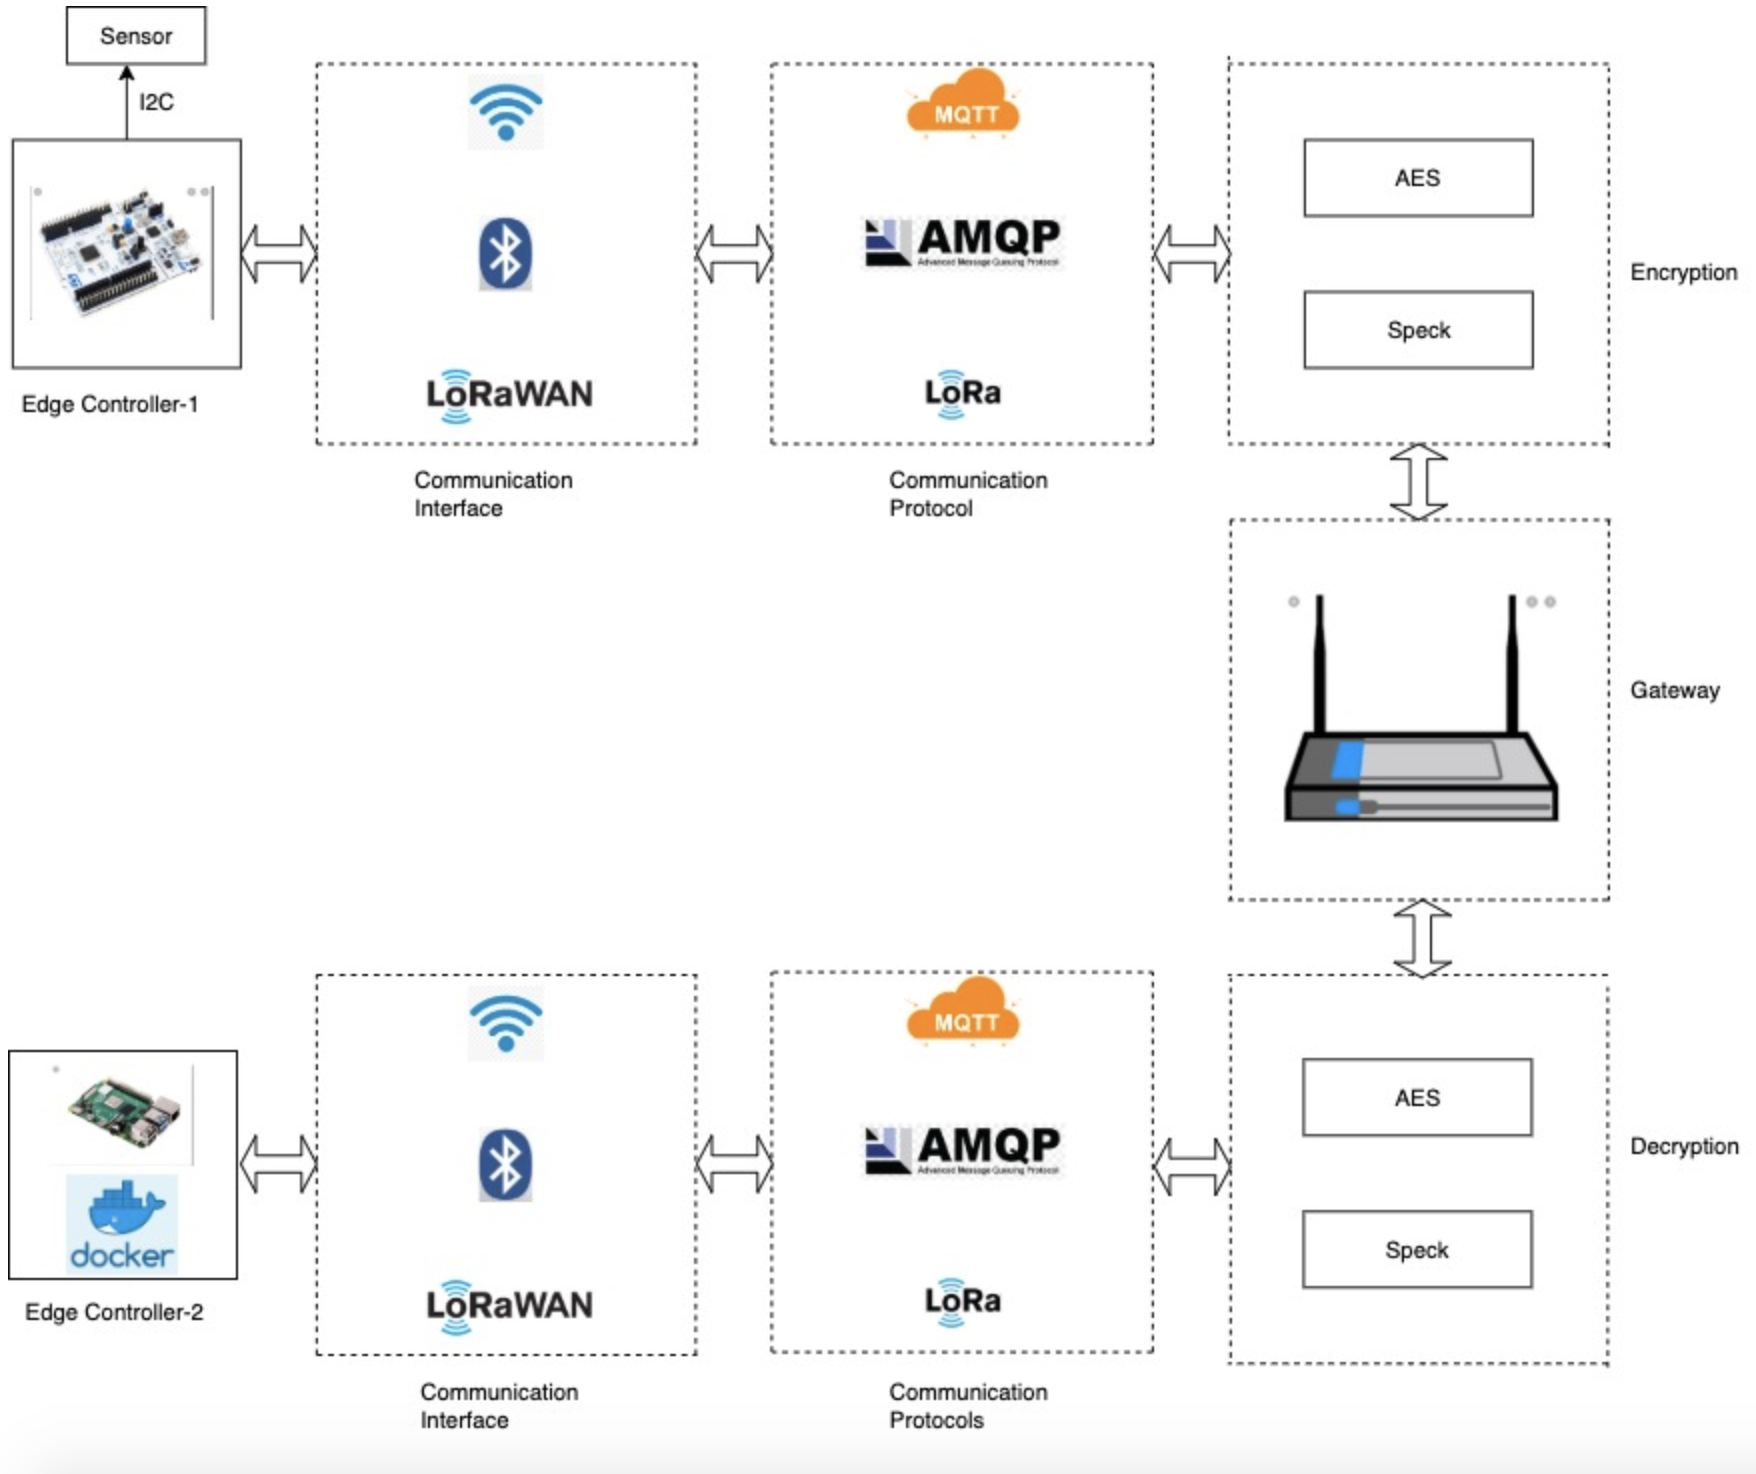 Sensor
I2C
Edge Controller-1
LoRaWAN
Communication
Interface
MQTT
AMQP
Advanced Message Queuing Protocol
LoRa
Communication
Protocol
AES
Speck
Encryption
Gateway
docker
Edge Controller-2
LoRaWAN
Communication
Interface
MQTT
AMQP
Advanced Message Queuing Protocol
LoRa
Communication
Protocols
AES
Speck
Decryption